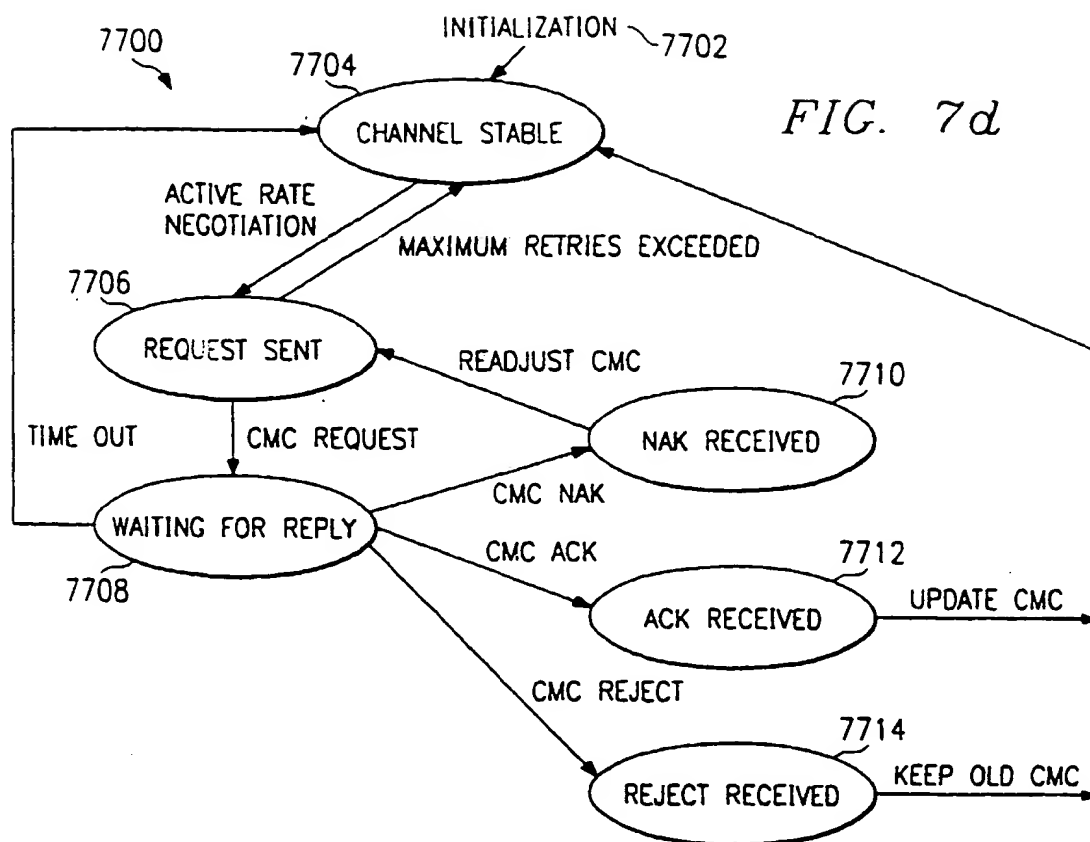 INITIALIZATION
7702
7700
7704
FIG. 7d
CHANNEL STABLE
ACTIVE RATE
NEGOTIATION
MAXIMUM RETRIES EXCEEDED
7706
REQUEST SENT
READJUST CMC
7710
NAK RECEIVED
TIME OUT
CMC REQUEST
CMC NAK
WAITING FOR REPLY
7708
CMC ACK
7712
ACK RECEIVED
UPDATE CMC
CMC REJECT
7714
REJECT RECEIVED
KEEP OLD CMC